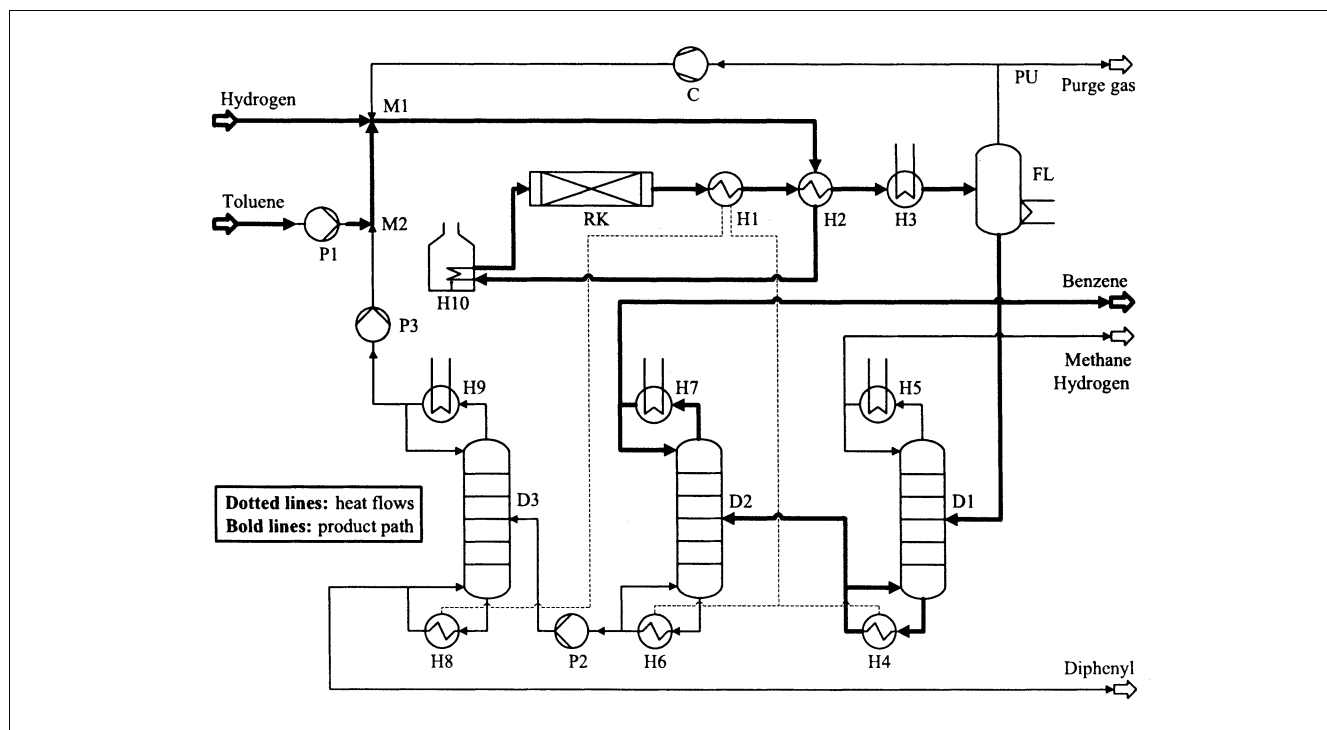 PU
Purge gas
C
Hydrogen
M1
FL
Toluene
M2
RK
H1
H2
H3
P1
H10
Benzene
P3
Methane
Hydrogen
H9
H7
H5
Dotted lines: heat flows
Bold lines: product path
D3
D2
D1
H8
P2
H6
H4
Diphenyl